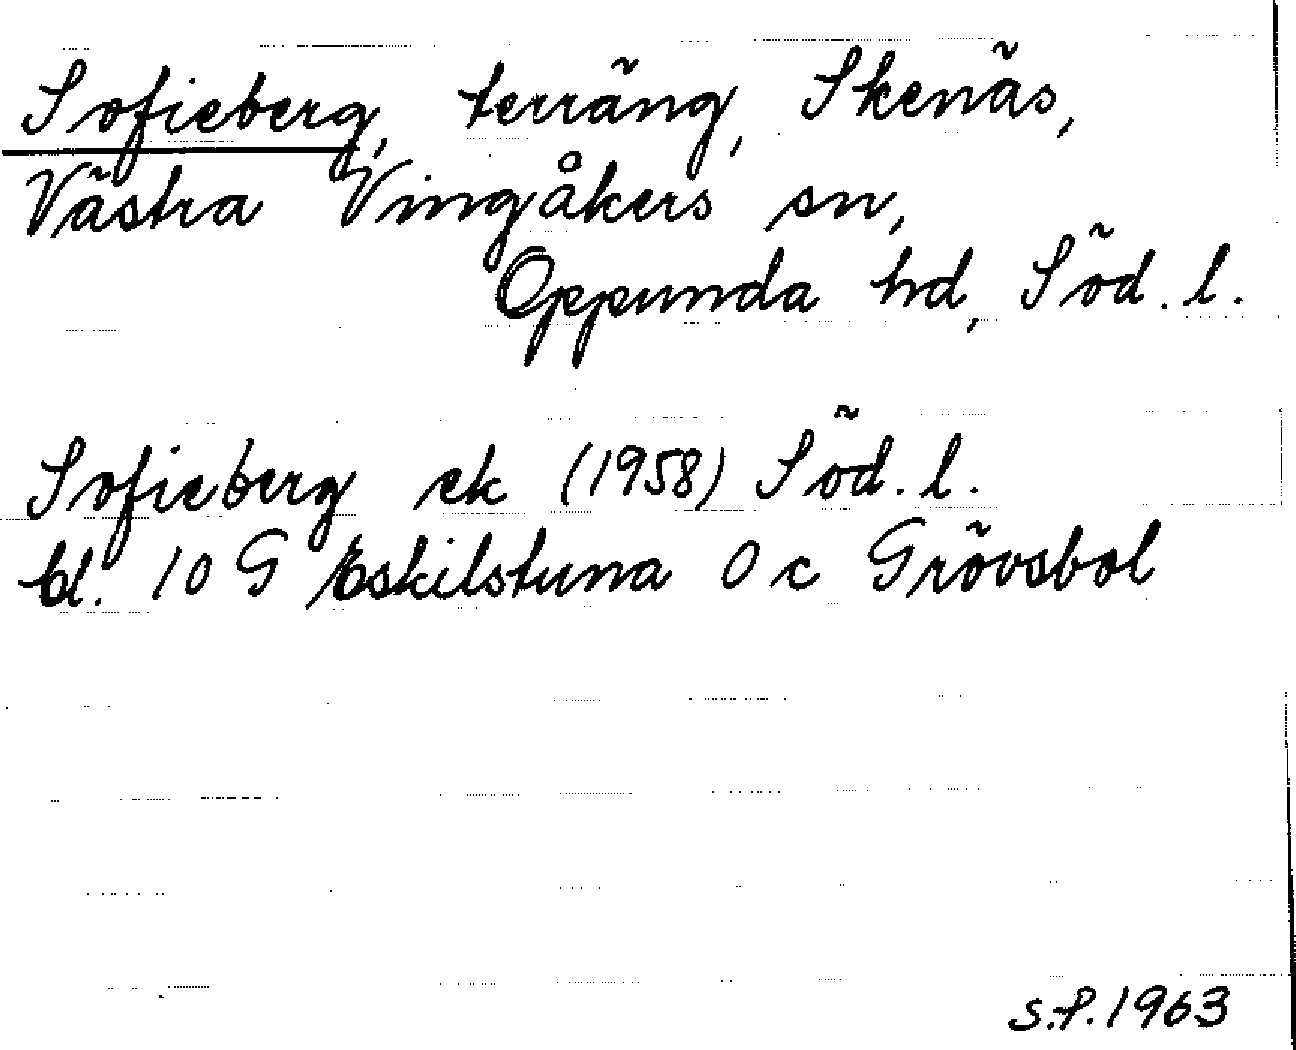 Sofieberg, terräng, Skenäs,
Västra Vingåkers sn,
Oppunda hd, Söd. l.
Sofieberg ek (1958) Söd. l.
bl. 10 G Eskilstuna 0 c Grövsbol
S.P. 1963